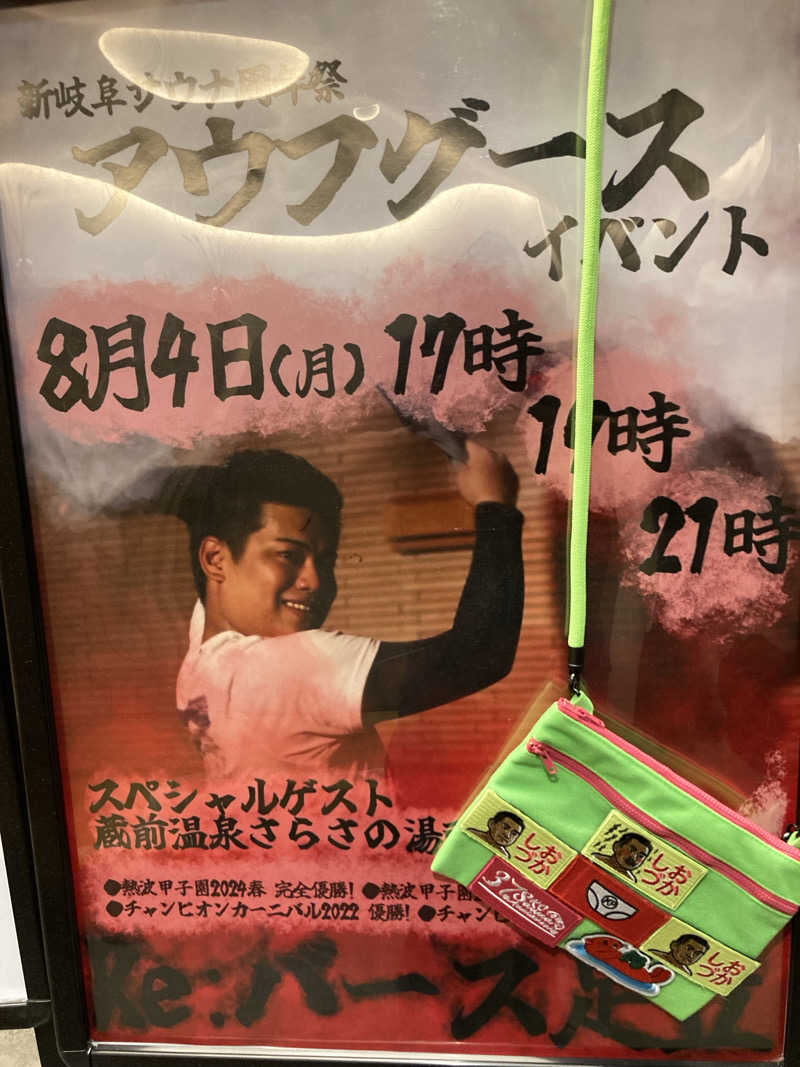 新岐阜サウナ周年祭
アウフグース
イベント
8月4日(月) 17時
19時
21時
スペシャルゲスト
蔵前温泉さらさの湯
●熱波甲子園2024春 完全優勝! ●熱波甲子園
●チャンピオンカーニバル2022 優勝! ●チャンピ
Re:バース足立
しおづか
しおづか
しおづか